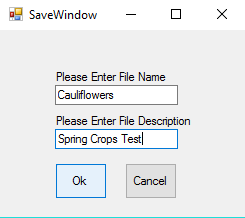 SaveWindow
Please Enter File Name
Cauliflowers
Please Enter File Description
Spring Crops Test
Ok Cancel